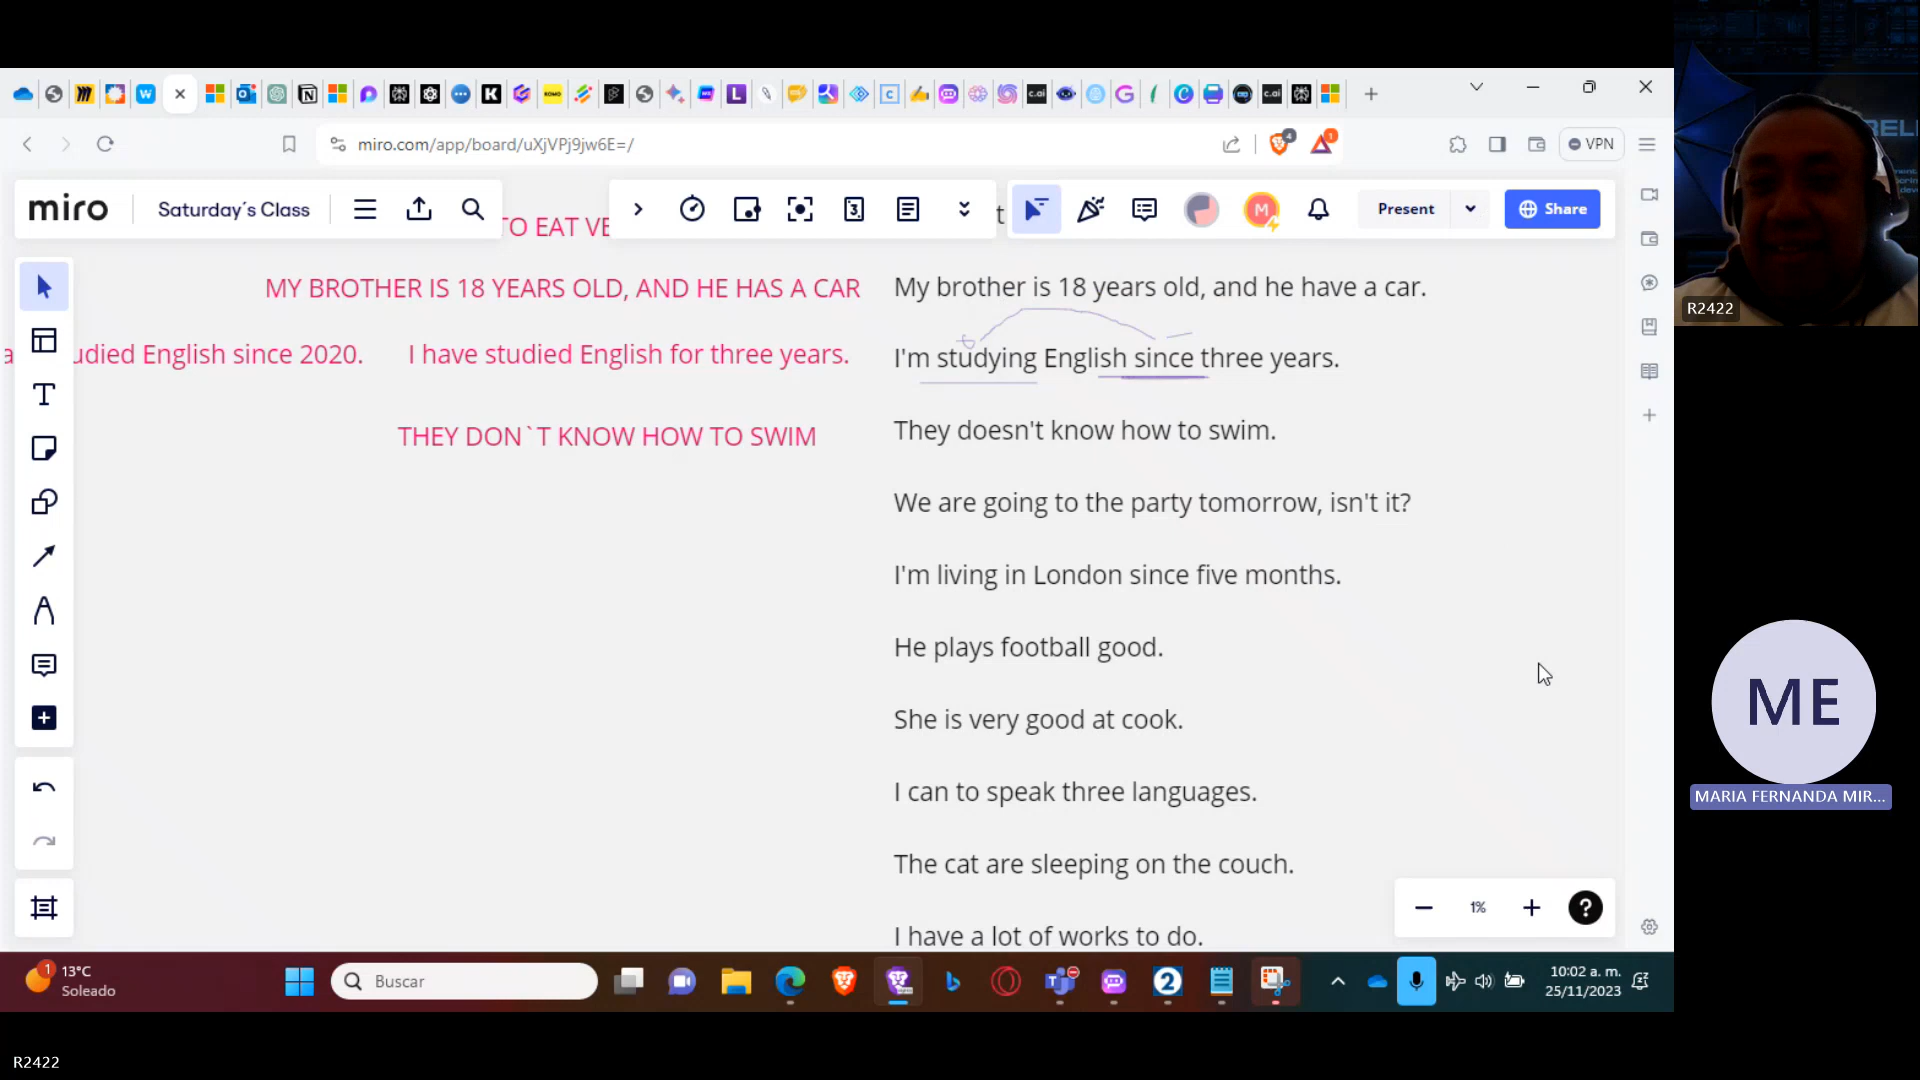 miro.com/app/board/uXjVPj9jw6E=/
VPN
miro
Saturday´s Class
Present
Share
TO EAT VE
MY BROTHER IS 18 YEARS OLD, AND HE HAS A CAR
My brother is 18 years old, and he have a car.
udied English since 2020.
I have studied English for three years.
I'm studying English since three years.
THEY DON`T KNOW HOW TO SWIM
They doesn't know how to swim.
We are going to the party tomorrow, isn't it?
I'm living in London since five months.
He plays football good.
She is very good at cook.
I can to speak three languages.
The cat are sleeping on the couch.
I have a lot of works to do.
1%
13°C
Soleado
Buscar
10:02 a. m.
25/11/2023
R2422
ME
MARIA FERNANDA MIR...
R2422